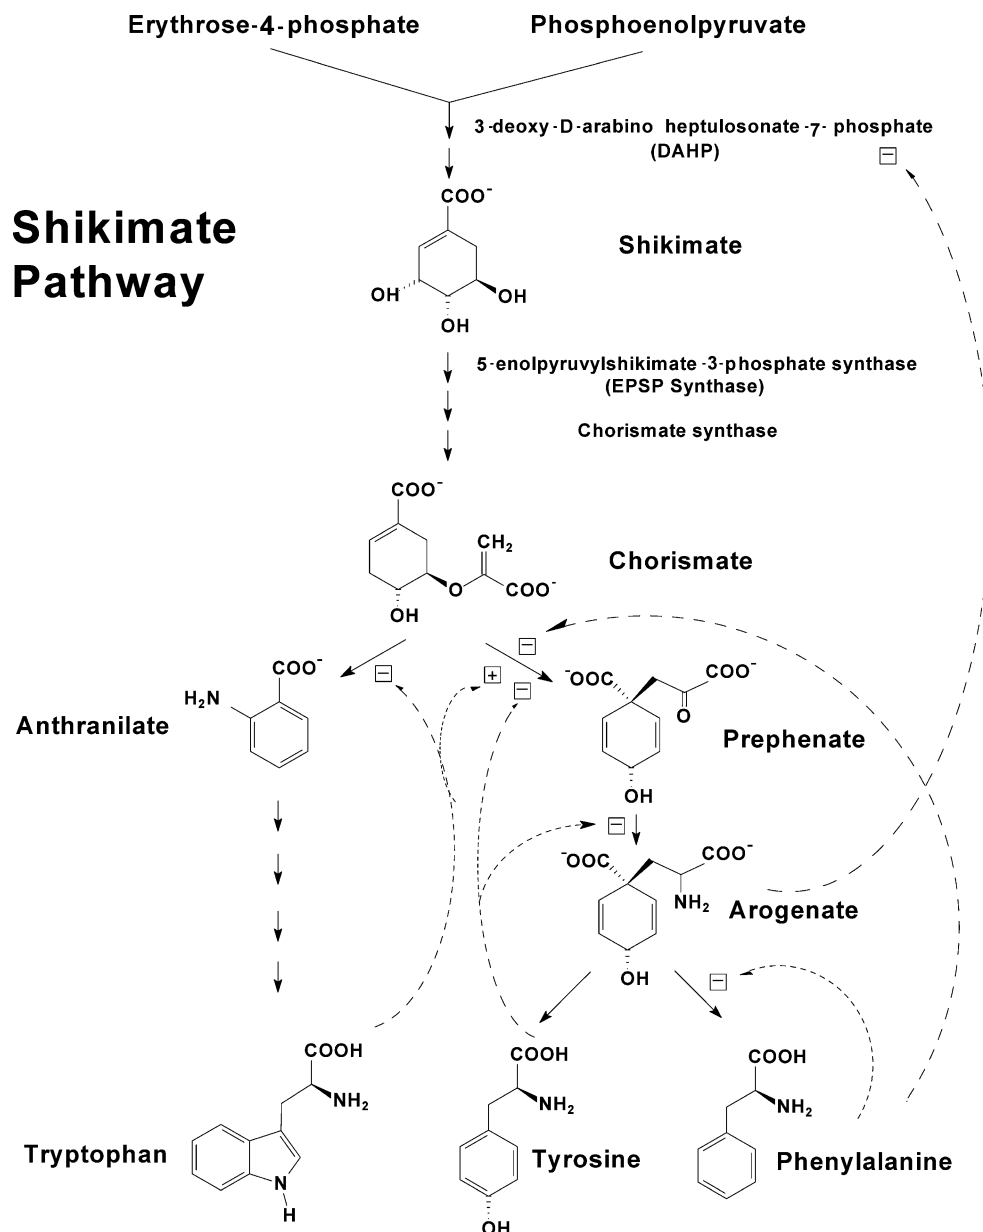 Erythrose-4-phosphate
Phosphoenolpyruvate
3-deoxy-D-arabino heptulosonate-7-phosphate
(DAHP)
−
COO⁻
Shikimate
Pathway
Shikimate
OH
OH
OH
5-enolpyruvylshikimate-3-phosphate synthase
(EPSP Synthase)
Chorismate synthase
COO⁻
CH₂
Chorismate
O
COO⁻
OH
−
COO⁻
−
+
−
⁻OOC
COO⁻
H₂N
O
Anthranilate
Prephenate
OH
−
⁻OOC
COO⁻
NH₂
Arogenate
OH
−
COOH
COOH
COOH
NH₂
NH₂
NH₂
Tryptophan
Tyrosine
Phenylalanine
N
H
OH